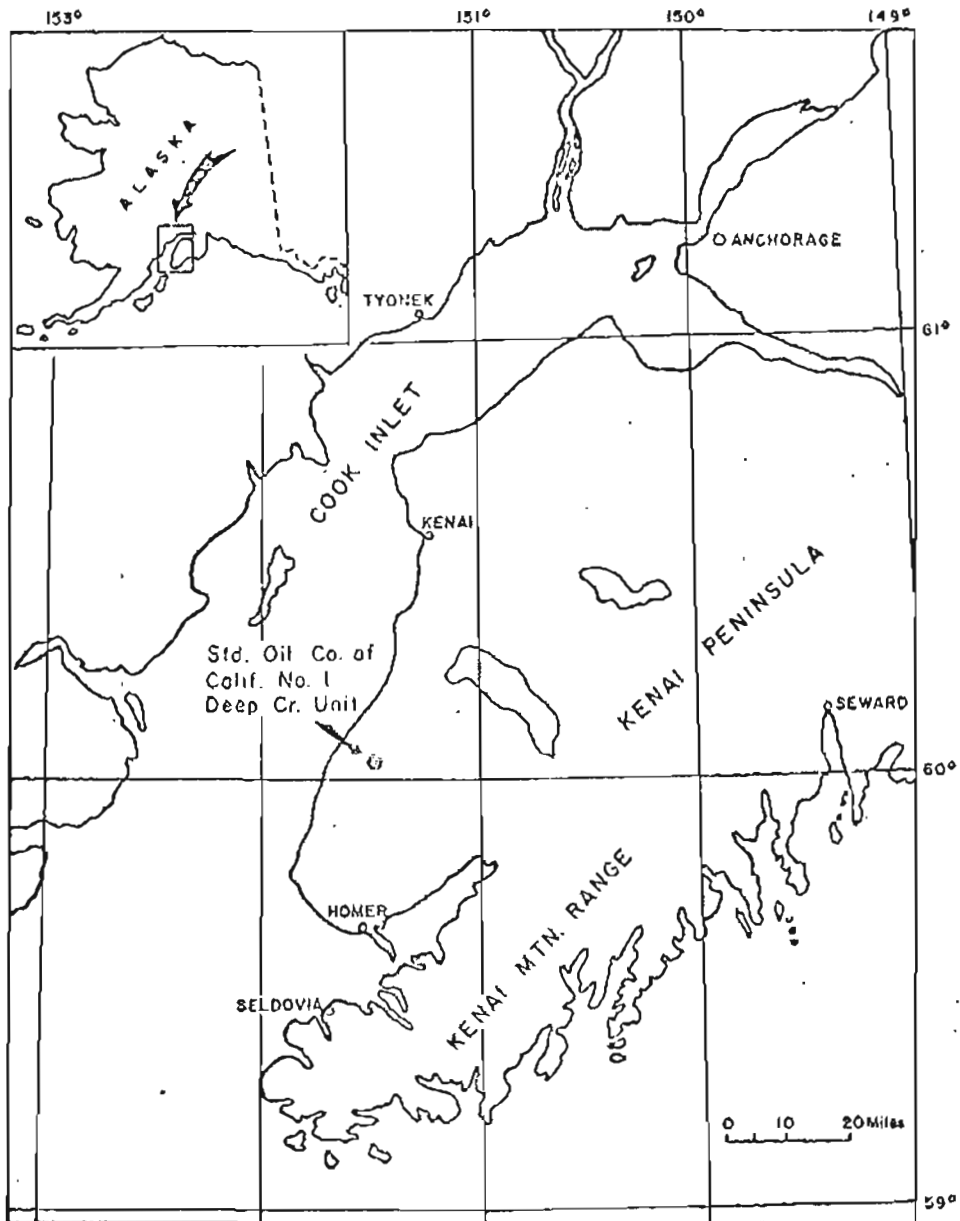 153° 151° 150° 149°
ALASKA
ANCHORAGE
TYONEK
61°
COOK INLET
KENAI
KENAI PENINSULA
Std. Oil Co. of
Calif. No. 1
Deep Cr. Unit
SEWARD
60°
HOMER
KENAI MTN. RANGE
SELDOVIA
0 10 20 Miles
59°